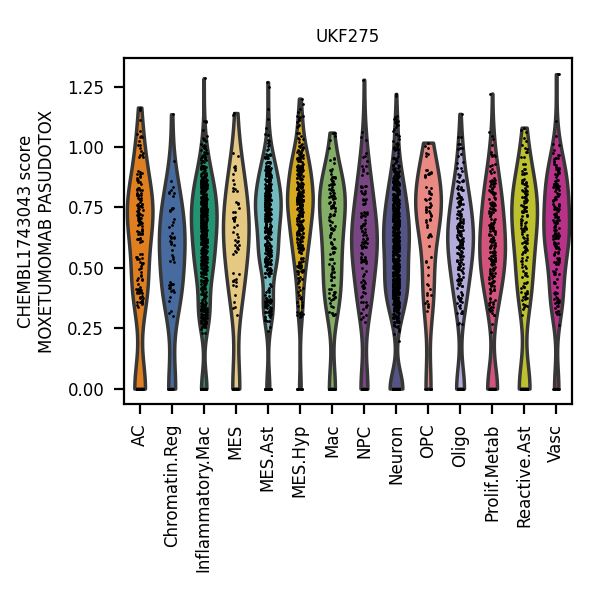 UKF275
CHEMBL1743043 score
MOXETUMOMAB PASUDOTOX
1.25
1.00
0.75
0.50
0.25
0.00
AC
Chromatin.Reg
Inflammatory.Mac
MES
MES.Ast
MES.Hyp
Mac
NPC
Neuron
OPC
Oligo
Prolif.Metab
Reactive.Ast
Vasc